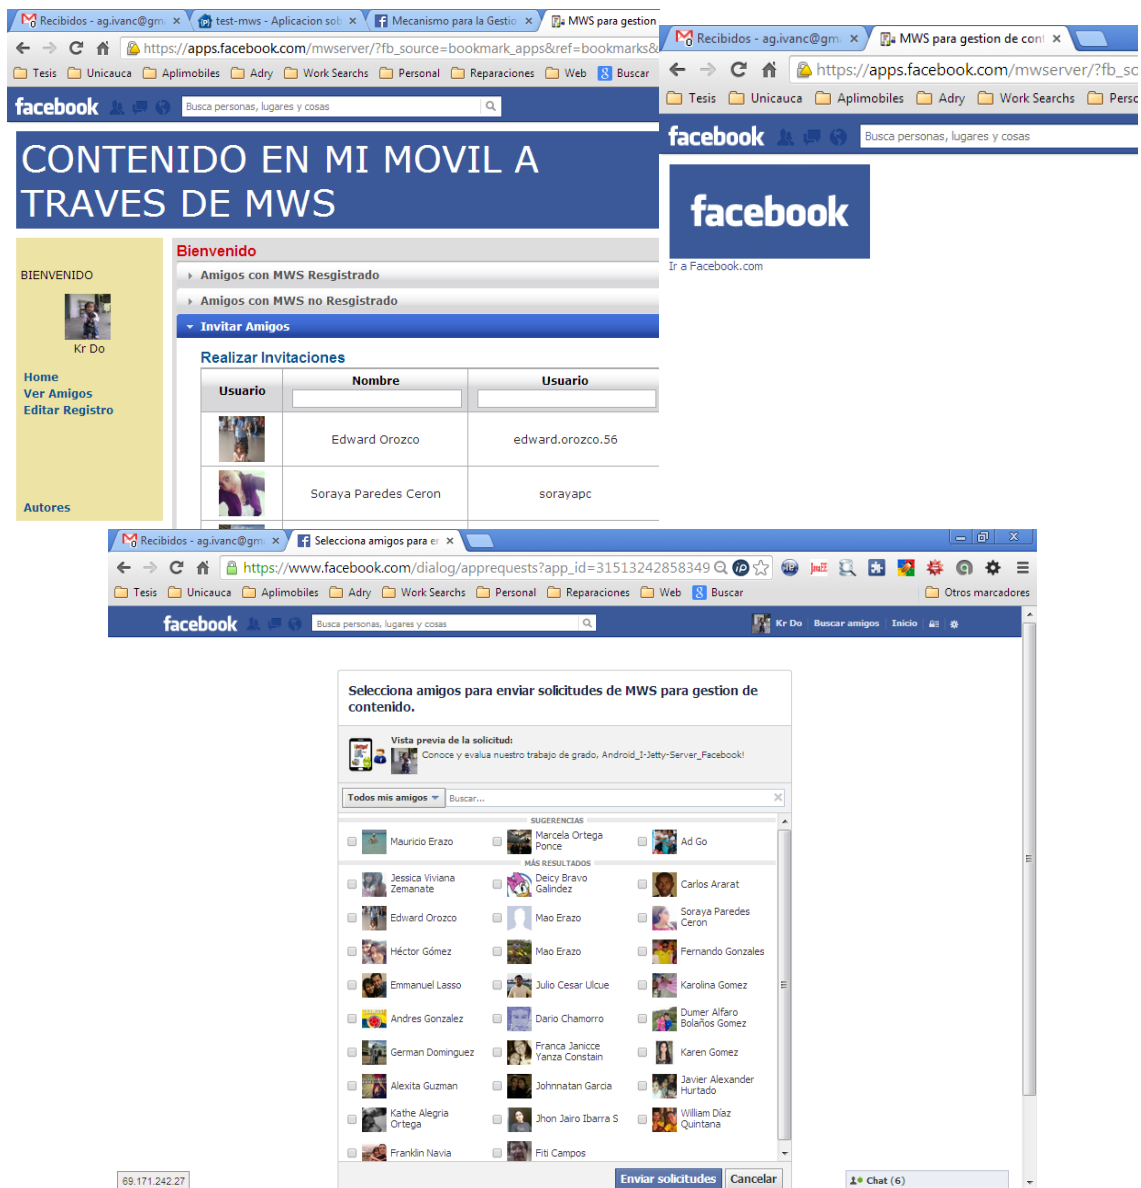 Recibidos - ag.ivanc@gm
test-mws - Aplicacion sob
Mecanismo para la Gestio
MWS para gestion
https://apps.facebook.com/mwserver/?fb_source=bookmark_apps&ref=bookmarks&
Tesis Unicauca Aplimobiles Adry Work Searchs Personal Reparaciones Web Buscar
facebook Busca personas, lugares y cosas
CONTENIDO EN MI MOVIL A
TRAVES DE MWS
BIENVENIDO
Kr Do
Home
Ver Amigos
Editar Registro
Autores
Bienvenido
Amigos con MWS Resgistrado
Amigos con MWS no Resgistrado
Invitar Amigos
Realizar Invitaciones
Usuario Nombre Usuario
Edward Orozco edward.orozco.56
Soraya Paredes Ceron sorayapc
Recibidos - ag.ivanc@gm
MWS para gestion de cont
https://apps.facebook.com/mwserver/?fb_sc
Tesis Unicauca Aplimobiles Adry Work Searchs Perso
facebook Busca personas, lugares y cosas
facebook
Ir a Facebook.com
Recibidos - ag.ivanc@gm
Selecciona amigos para er
https://www.facebook.com/dialog/apprequests?app_id=31513242858349
Tesis Unicauca Aplimobiles Adry Work Searchs Personal Reparaciones Web Buscar Otros marcadores
facebook Busca personas, lugares y cosas Kr Do Buscar amigos Inicio
Selecciona amigos para enviar solicitudes de MWS para gestion de
contenido.
Vista previa de la solicitud:
Conoce y evalua nuestro trabajo de grado, Android_I-Jetty-Server_Facebook!
Todos mis amigos Buscar...
SUGERENCIAS
Mauricio Erazo Marcela Ortega Ponce Ad Go
MÁS RESULTADOS
Jessica Viviana Zemanate Deicy Bravo Galindez Carlos Ararat
Edward Orozco Mao Erazo Soraya Paredes Ceron
Héctor Gómez Mao Erazo Fernando Gonzales
Emmanuel Lasso Julio Cesar Ulcue Karolina Gomez
Andres Gonzalez Dario Chamorro Dumer Alfaro Bolaños Gomez
German Dominguez Franca Janicce Yanza Constain Karen Gomez
Alexita Guzman Johnnatan Garcia Javier Alexander Hurtado
Kathe Alegria Ortega Jhon Jairo Ibarra S William Díaz Quintana
Franklin Navia Fiti Campos
Enviar solicitudes Cancelar
69.171.242.27
Chat (6)